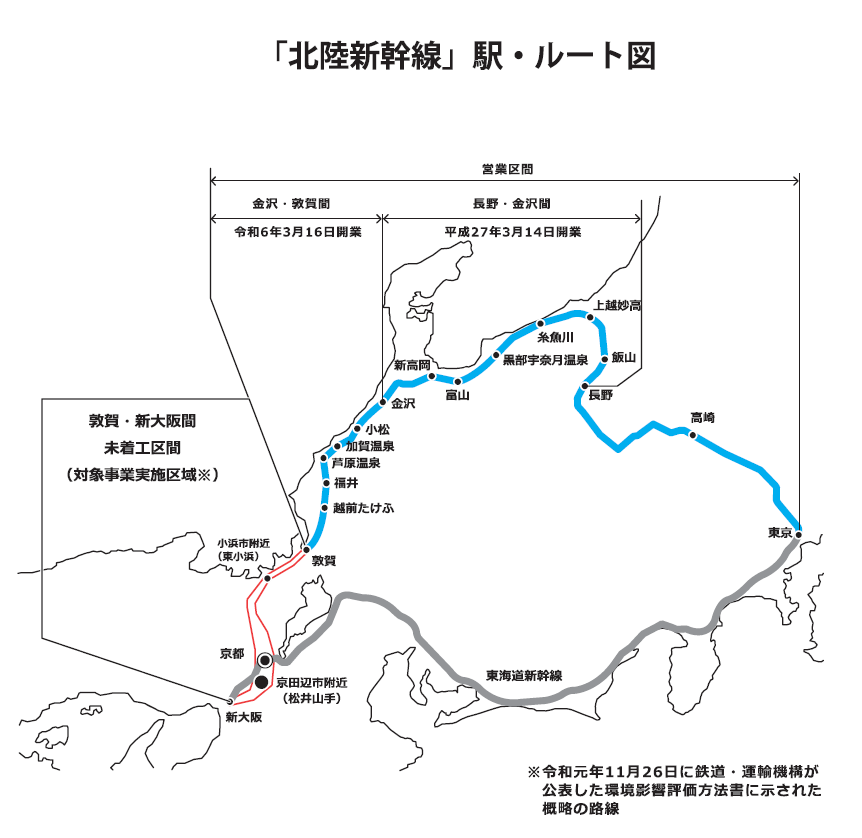 「北陸新幹線」駅・ルート図
営業区間
金沢・敦賀間
長野・金沢間
令和6年3月16日開業
平成27年3月14日開業
上越妙高
糸魚川
飯山
黒部宇奈月温泉
新高岡
富山
長野
金沢
高崎
敦賀・新大阪間
未着工区間
(対象事業実施区域※)
小松
加賀温泉
芦原温泉
福井
越前たけふ
東京
小浜市附近
(東小浜)
敦賀
京都
東海道新幹線
京田辺市附近
(松井山手)
新大阪
※令和元年11月26日に鉄道・運輸機構が
公表した環境影響評価方法書に示された
概略の路線